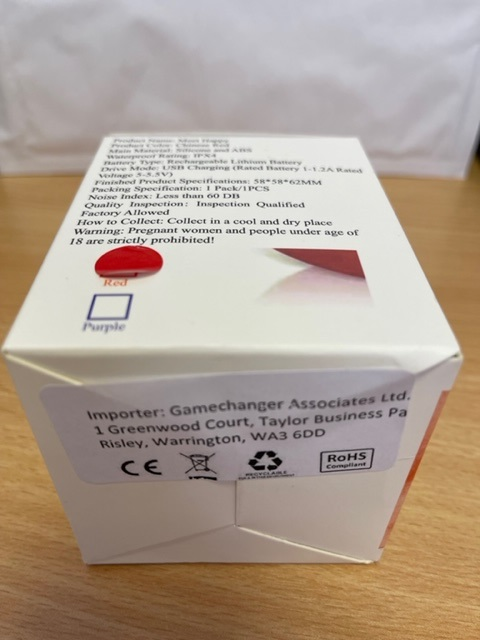 Product Name: Meet Happy
Product Color: Chinese Red
Main Material: Silicone and ABS
Waterproof Rating: IPX4
Battery Type: Rechargeable Lithium Battery
Drive Mode: USB Charging (Rated Battery 1-1.2A Rated
Voltage 5-5.5V)
Finished Product Specifications: 58*58*62MM
Packing Specification: 1 Pack/1PCS
Noise Index: Less than 60 DB
Quality Inspection: Inspection Qualified
Factory Allowed
How to Collect: Collect in a cool and dry place
Warning: Pregnant women and people under age of
18 are strictly prohibited!
Red
Purple
Importer: Gamechanger Associates Ltd.
1 Greenwood Court, Taylor Business Pa
Risley, Warrington, WA3 6DD
CE
RECYCLABLE
RoHS
Compliant